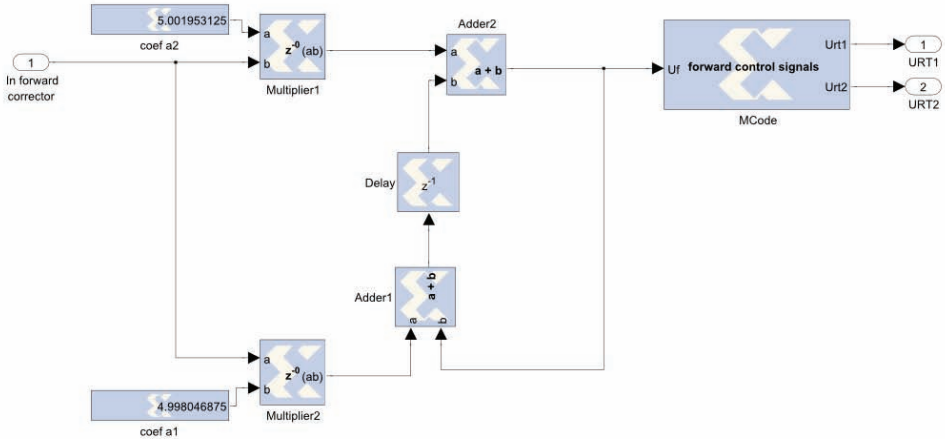 5.001953125
coef a2
1
In forward
corrector
a
b
z⁻⁰ (ab)
Multiplier1
Adder2
a
b
a + b
Uf
forward control signals
Urt1
Urt2
MCode
1
URT1
2
URT2
Delay
z⁻¹
Adder1
a + b
a
b
a
b
z⁻⁰ (ab)
Multiplier2
4.998046875
coef a1